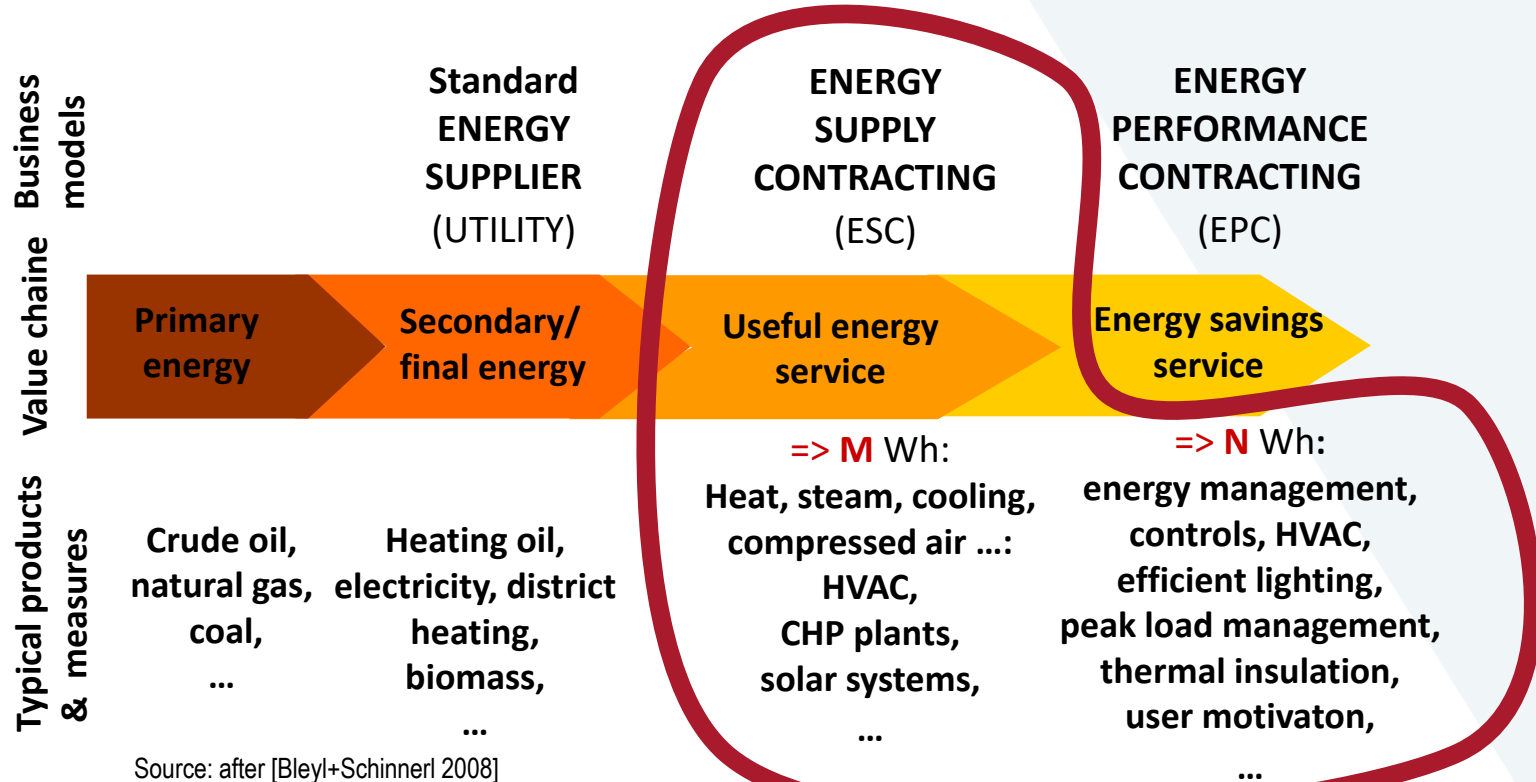 Business
models
Standard
ENERGY
SUPPLIER
(UTILITY)
ENERGY
SUPPLY
CONTRACTING
(ESC)
ENERGY
PERFORMANCE
CONTRACTING
(EPC)
Value chaine
Primary
energy
Secondary/
final energy
Useful energy
service
Energy savings
service
Typical products
& measures
Crude oil,
natural gas,
coal,
...
Heating oil,
electricity, district
heating,
biomass,
...
=> M Wh:
Heat, steam, cooling,
compressed air ...:
HVAC,
CHP plants,
solar systems,
...
=> N Wh:
energy management,
controls, HVAC,
efficient lighting,
peak load management,
thermal insulation,
user motivaton,
...
Source: after [Bleyl+Schinnerl 2008]